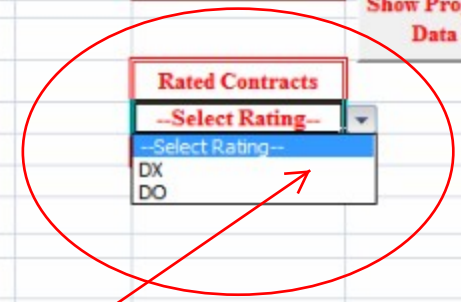 Show Pro
Data
Rated Contracts
--Select Rating--
--Select Rating--
DX
DO